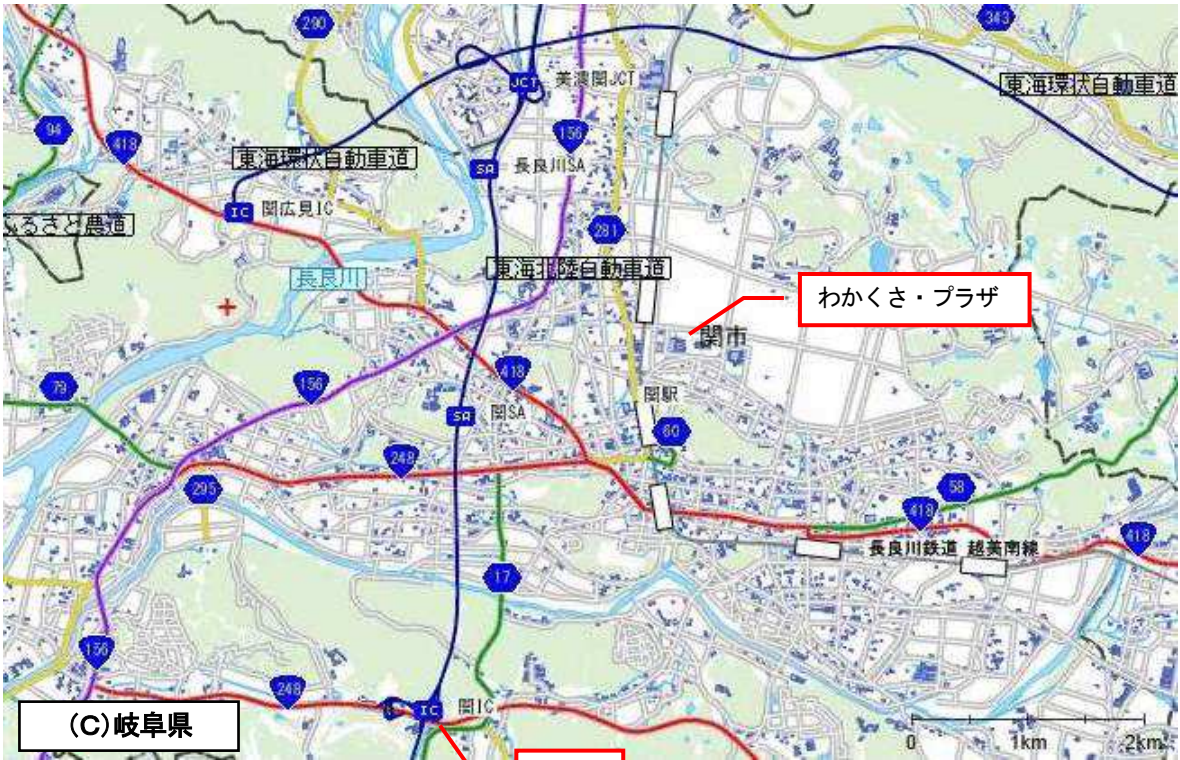 290
343
JCT
美濃関JCT
東海環状自動車道
94
418
156
東海環状自動車道
SA
長良川SA
IC
関広見IC
ふるさと農道
281
長良川
東海北陸自動車道
わかくさ・プラザ
関市
79
156
418
関駅
SA
関SA
60
248
295
58
418
長良川鉄道 越美南線
418
17
156
248
IC
関IC
(C)岐阜県
0
1km
2km